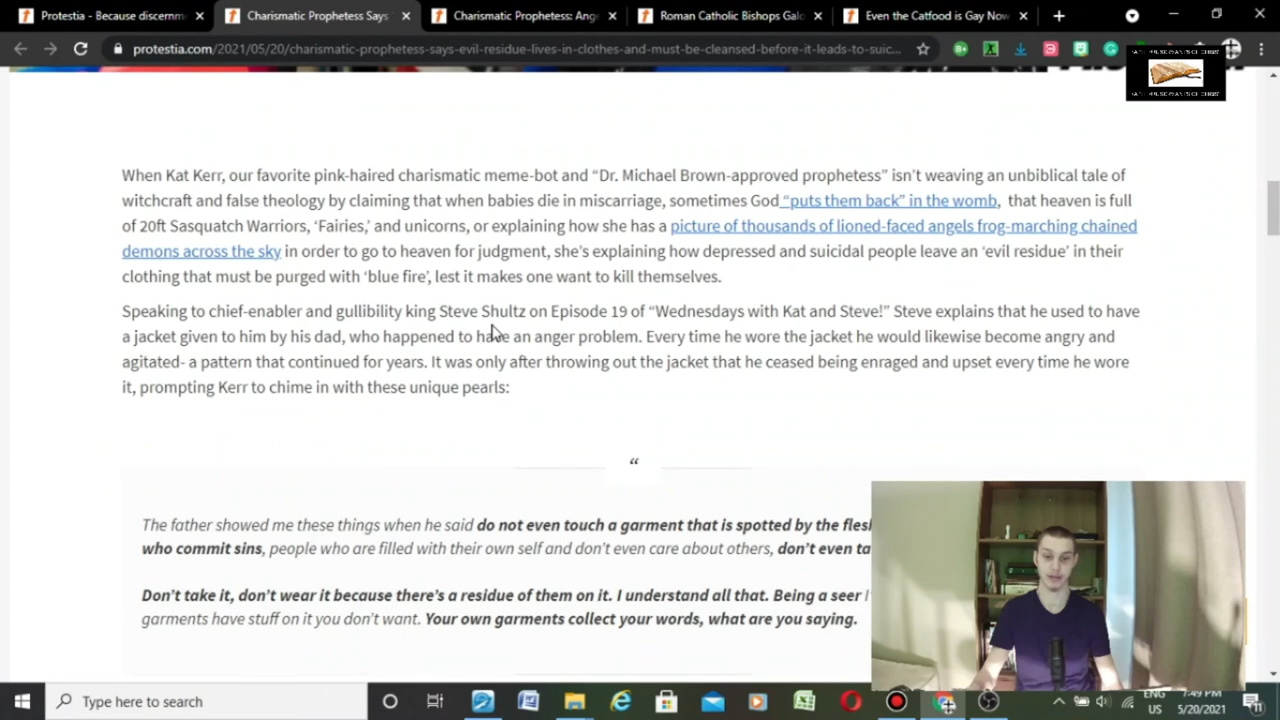 Protestia - Because discernm
Charismatic Prophetess Says
Charismatic Prophetess: Ang
Roman Catholic Bishops Gal
Even the Catfood is Gay Now
protestia.com/2021/05/20/charismatic-prophetess-says-evil-residue-lives-in-clothes-and-must-be-cleansed-before-it-leads-to-suic...
When Kat Kerr, our favorite pink-haired charismatic meme-bot and “Dr. Michael Brown-approved prophetess” isn’t weaving an unbiblical tale of
witchcraft and false theology by claiming that when babies die in miscarriage, sometimes God “puts them back” in the womb, that heaven is full
of 20ft Sasquatch Warriors, ‘Fairies,’ and unicorns, or explaining how she has a picture of thousands of lioned-faced angels frog-marching chained
demons across the sky in order to go to heaven for judgment, she’s explaining how depressed and suicidal people leave an ‘evil residue’ in their
clothing that must be purged with ‘blue fire’, lest it makes one want to kill themselves.
Speaking to chief-enabler and gullibility king Steve Shultz on Episode 19 of “Wednesdays with Kat and Steve!” Steve explains that he used to have
a jacket given to him by his dad, who happened to have an anger problem. Every time he wore the jacket he would likewise become angry and
agitated- a pattern that continued for years. It was only after throwing out the jacket that he ceased being enraged and upset every time he wore
it, prompting Kerr to chime in with these unique pearls:
“
The father showed me these things when he said do not even touch a garment that is spotted by the fles
who commit sins, people who are filled with their own self and don’t even care about others, don’t even ta
Don’t take it, don’t wear it because there’s a residue of them on it. I understand all that. Being a seer I
garments have stuff on it you don’t want. Your own garments collect your words, what are you saying.
Type here to search
ENG
US
7:49 PM
5/20/2021